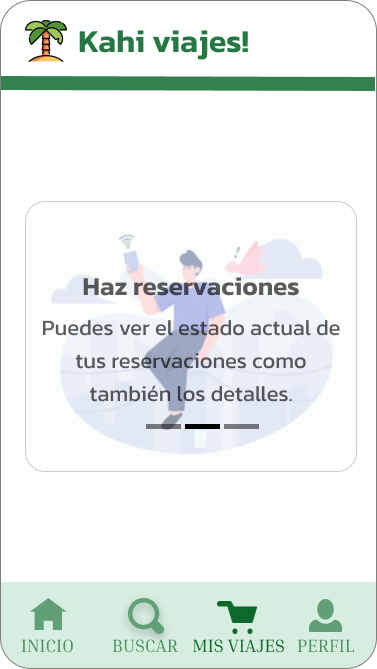 Kahi viajes!
Haz reservaciones
Puedes ver el estado actual de
tus reservaciones como
también los detalles.
INICIO BUSCAR MIS VIAJES PERFIL